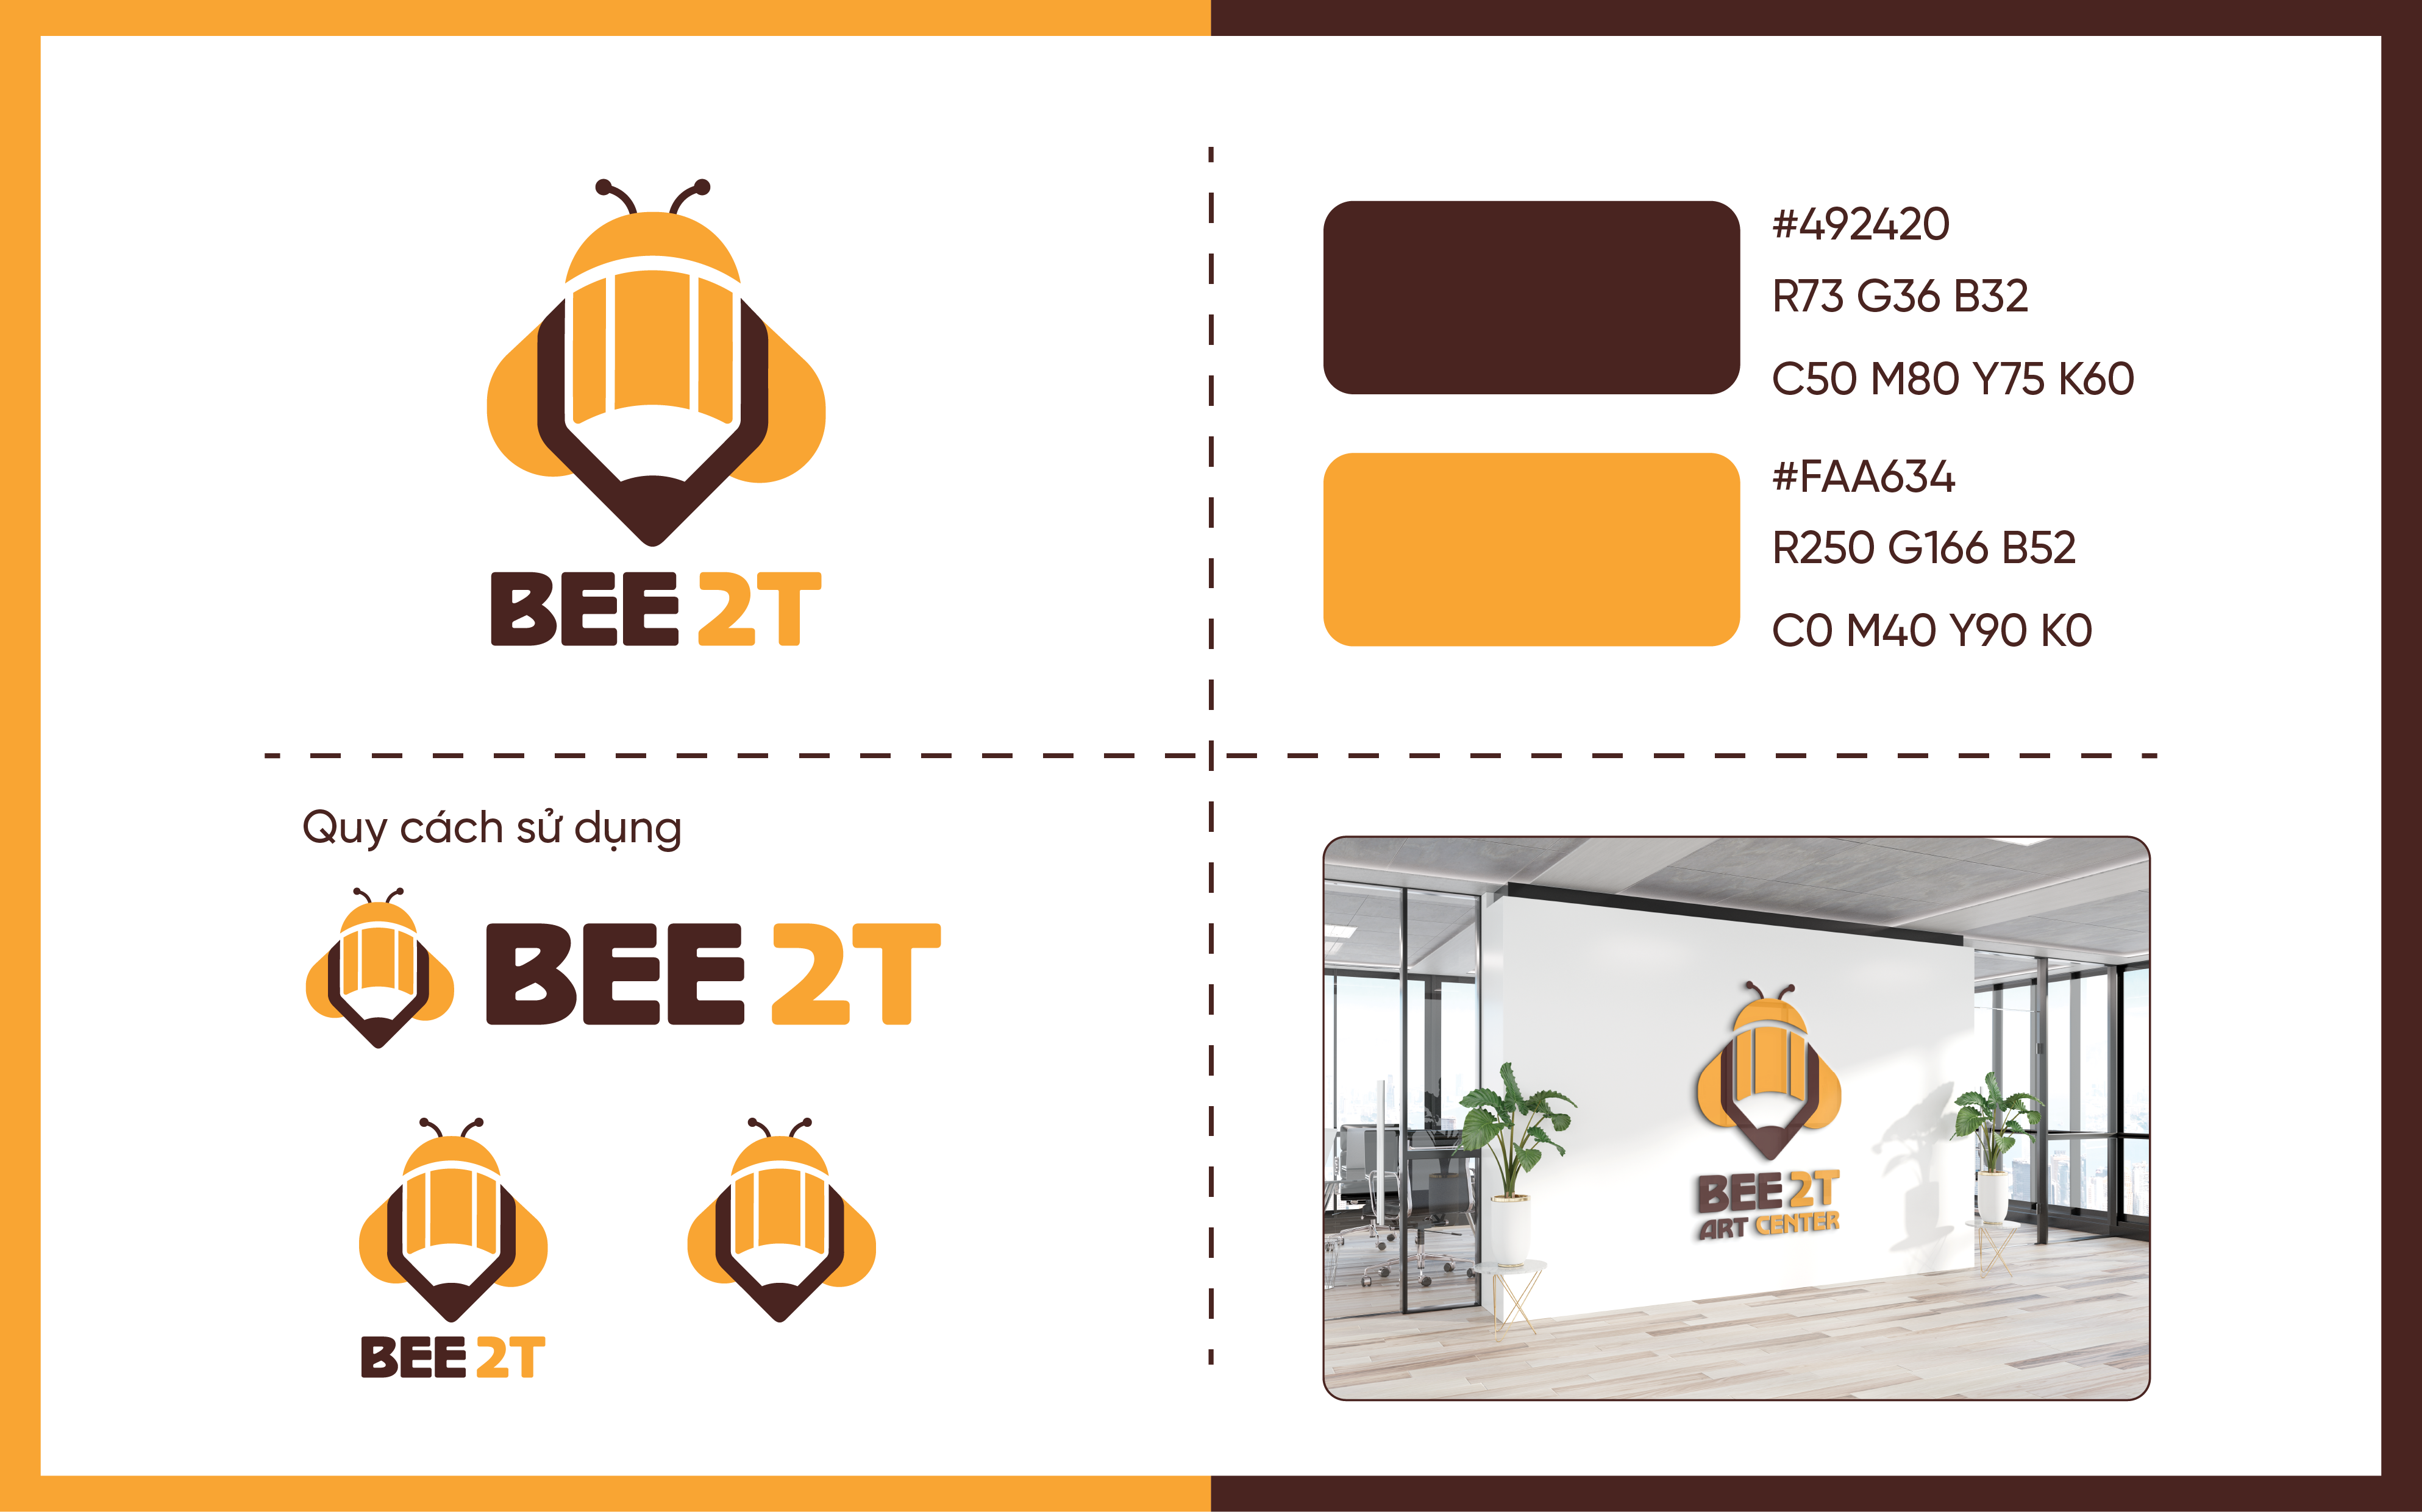 BEE 2T
#492420
R73 G36 B32
C50 M80 Y75 K60
#FAA634
R250 G166 B52
C0 M40 Y90 K0
Quy cách sử dụng
BEE 2T
BEE 2T
BEE 2T
ART CENTER